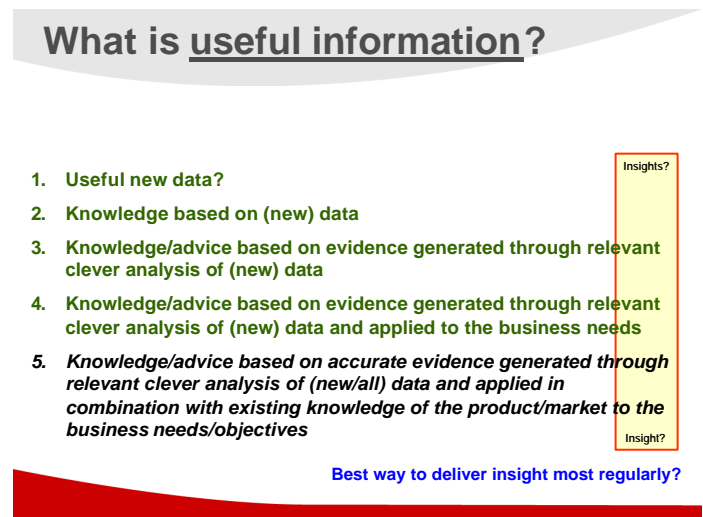 What is useful information?
Insights?
1. Useful new data?
2. Knowledge based on (new) data
3. Knowledge/advice based on evidence generated through relevant
clever analysis of (new) data
4. Knowledge/advice based on evidence generated through relevant
clever analysis of (new) data and applied to the business needs
5. Knowledge/advice based on accurate evidence generated through
relevant clever analysis of (new/all) data and applied in
combination with existing knowledge of the product/market to the
business needs/objectives
Insight?
Best way to deliver insight most regularly?